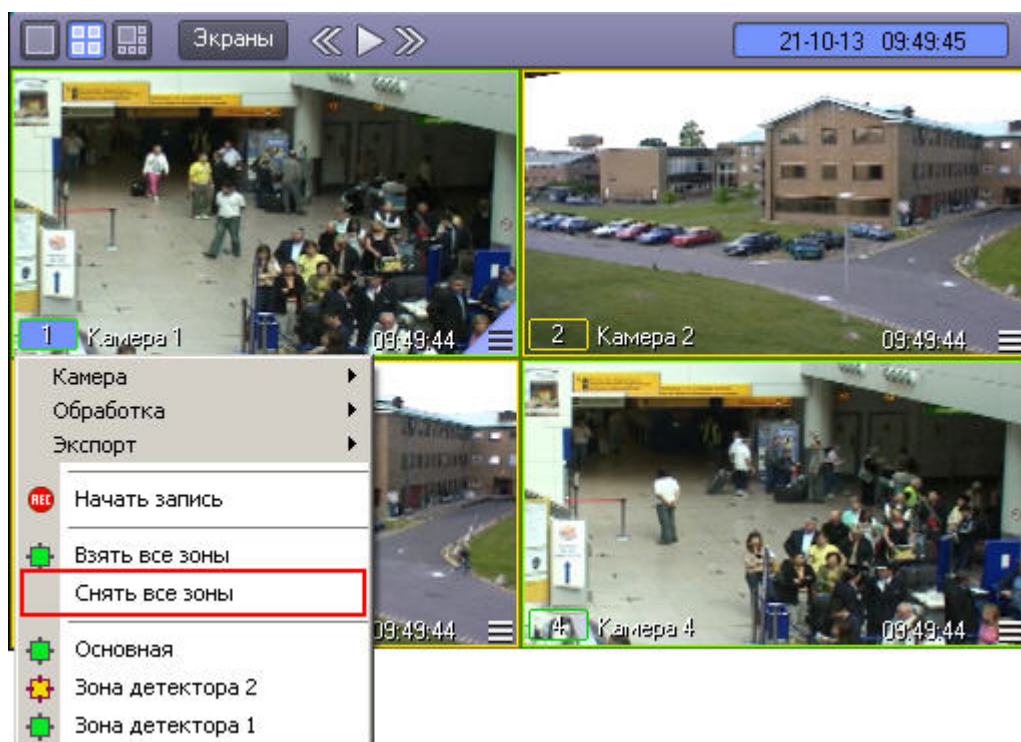 Экраны
21-10-13 09:49:45
1 Камера 1 09:49:44
2 Камера 2 09:49:44
Камера
Обработка
Экспорт
REC Начать запись
Взять все зоны
Снять все зоны
Основная
Зона детектора 2
Зона детектора 1
09:49:44
4 Камера 4 09:49:44